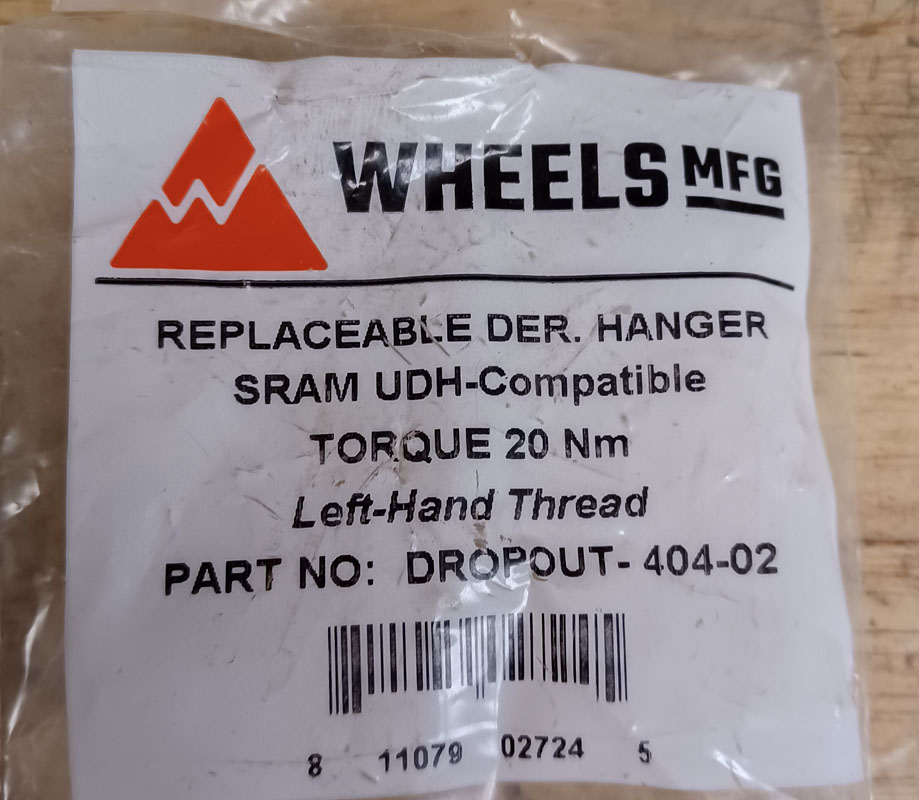 WHEELS MFG
REPLACEABLE DER. HANGER
SRAM UDH-Compatible
TORQUE 20 Nm
Left-Hand Thread
PART NO: DROPOUT- 404-02
8 11079 02724 5